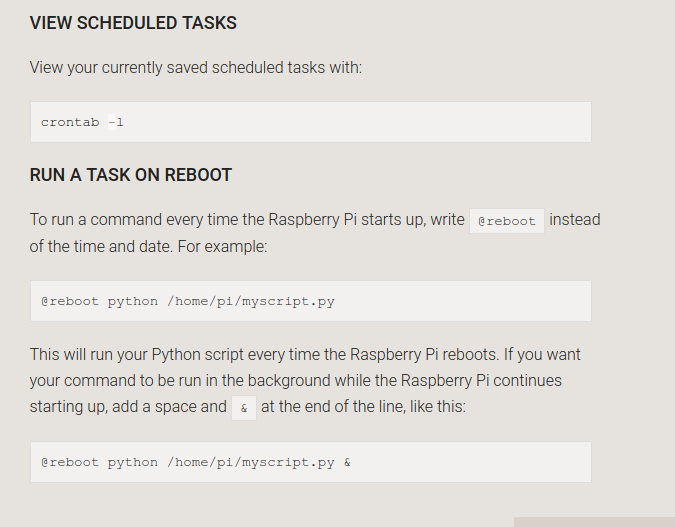 VIEW SCHEDULED TASKS
View your currently saved scheduled tasks with:
crontab -l
RUN A TASK ON REBOOT
To run a command every time the Raspberry Pi starts up, write @reboot instead
of the time and date. For example:
@reboot python /home/pi/myscript.py
This will run your Python script every time the Raspberry Pi reboots. If you want
your command to be run in the background while the Raspberry Pi continues
starting up, add a space and & at the end of the line, like this:
@reboot python /home/pi/myscript.py &